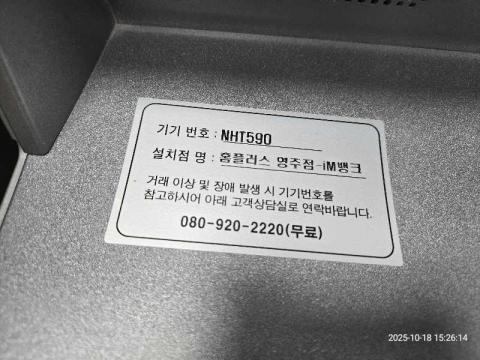 기기 번호 : NHT590
설치점 명 : 홈플러스 영주점-iM뱅크
거래 이상 및 장애 발생 시 기기번호를
참고하시어 아래 고객상담실로 연락바랍니다.
080-920-2220(무료)
2025-10-18 15:26:14